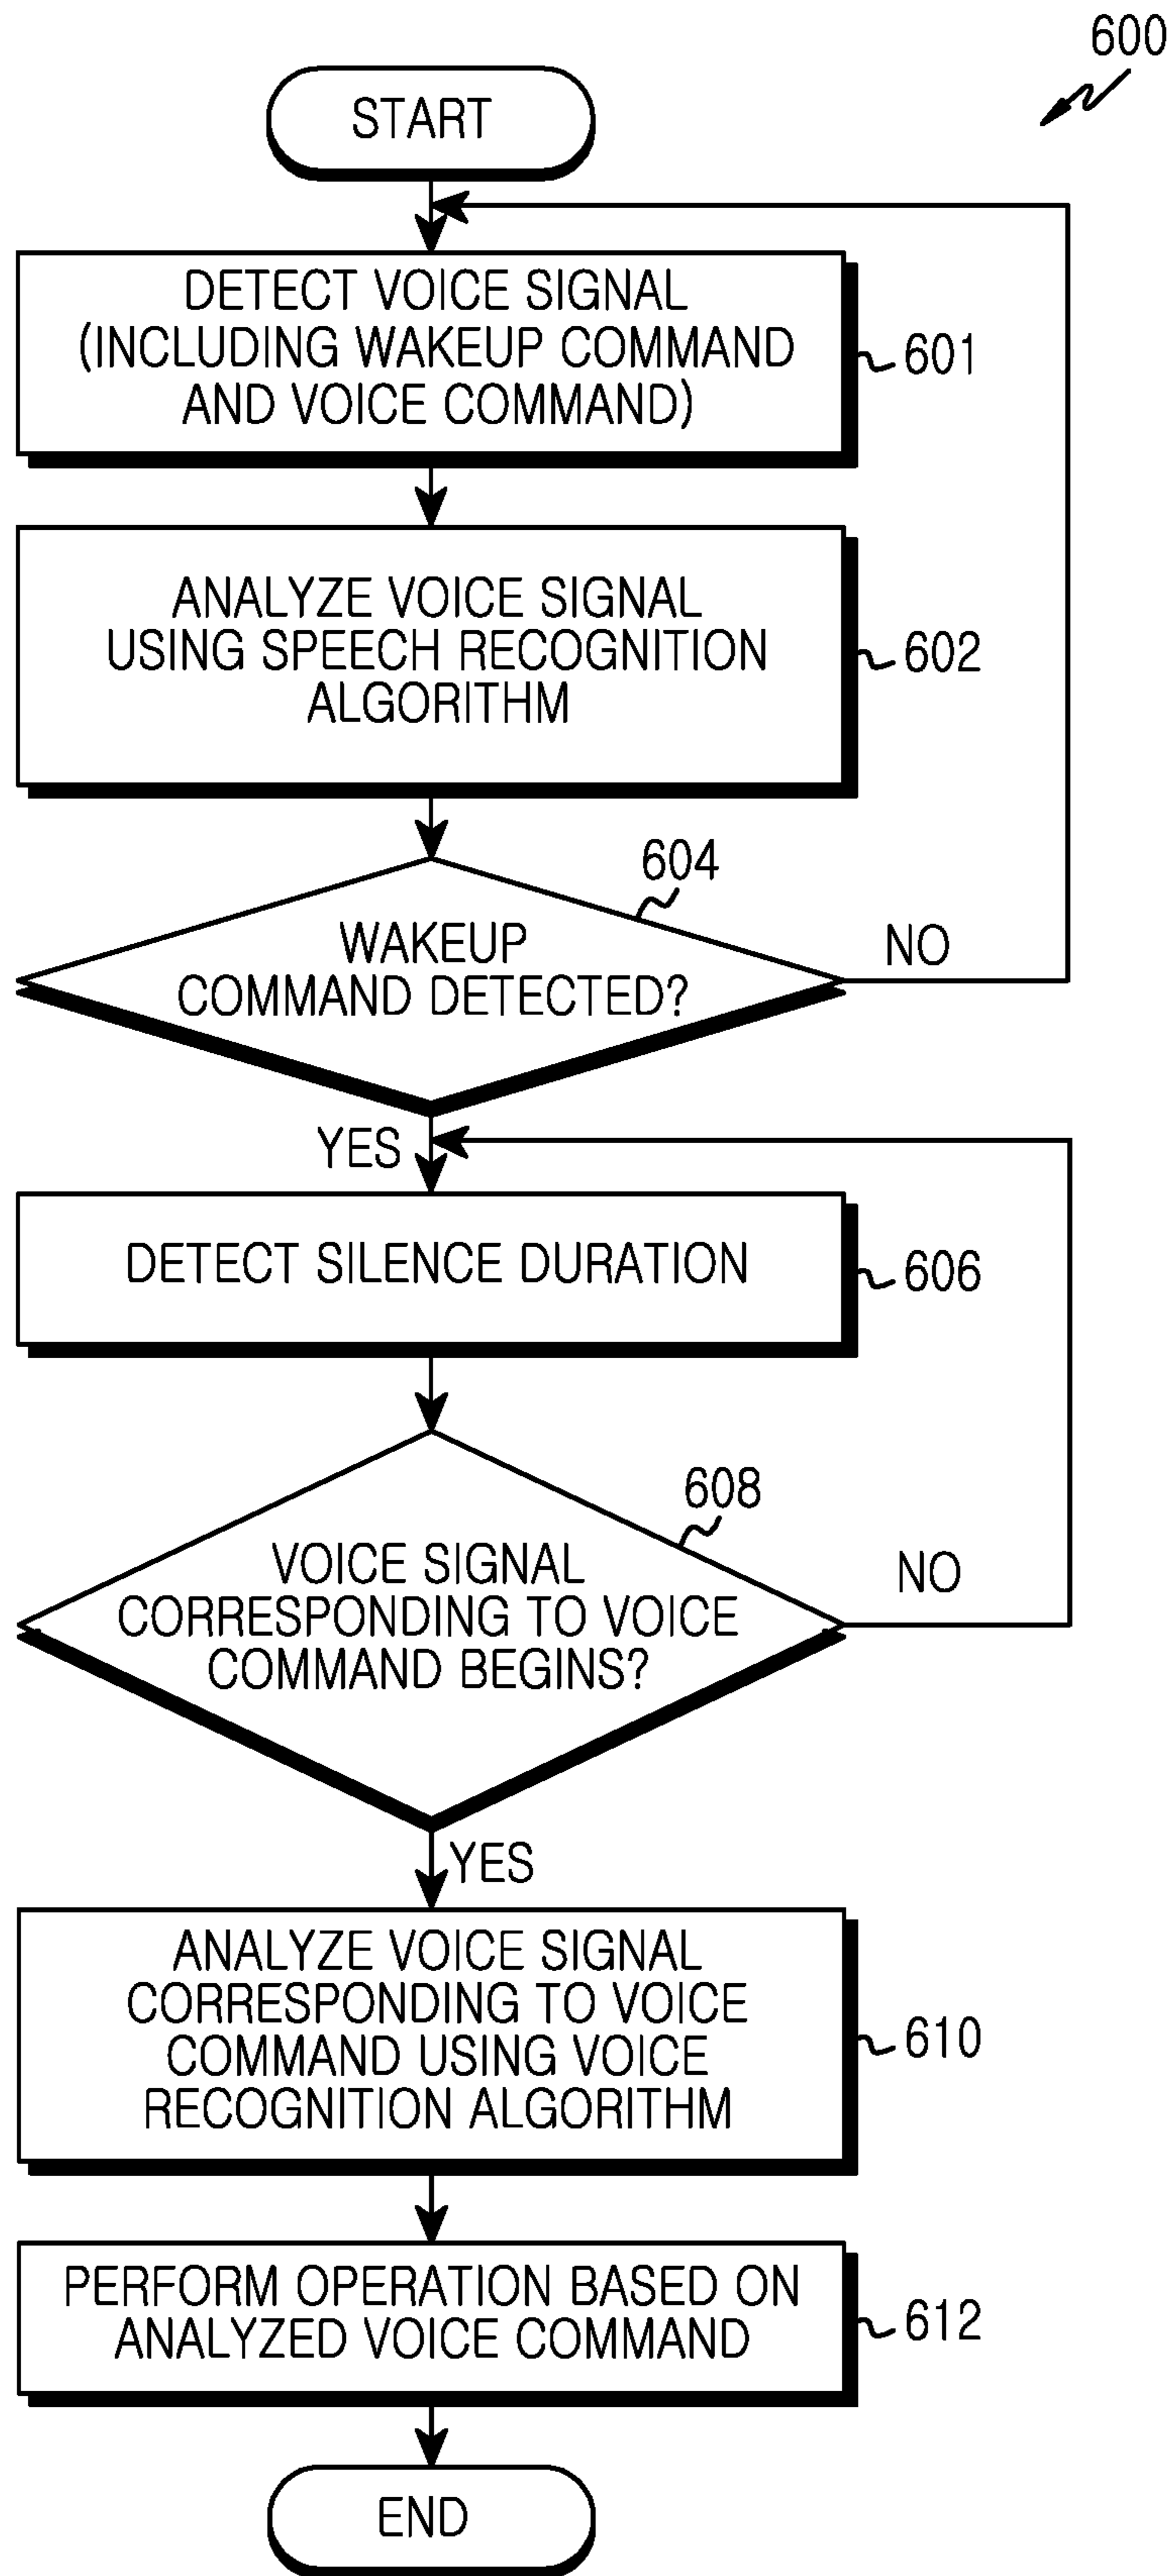 600
START
DETECT VOICE SIGNAL
(INCLUDING WAKEUP COMMAND
AND VOICE COMMAND)
601
ANALYZE VOICE SIGNAL
USING SPEECH RECOGNITION
ALGORITHM
602
604
WAKEUP
COMMAND DETECTED?
NO
YES
DETECT SILENCE DURATION
606
608
VOICE SIGNAL
CORRESPONDING TO VOICE
COMMAND BEGINS?
NO
YES
ANALYZE VOICE SIGNAL
CORRESPONDING TO VOICE
COMMAND USING VOICE
RECOGNITION ALGORITHM
610
PERFORM OPERATION BASED ON
ANALYZED VOICE COMMAND
612
END